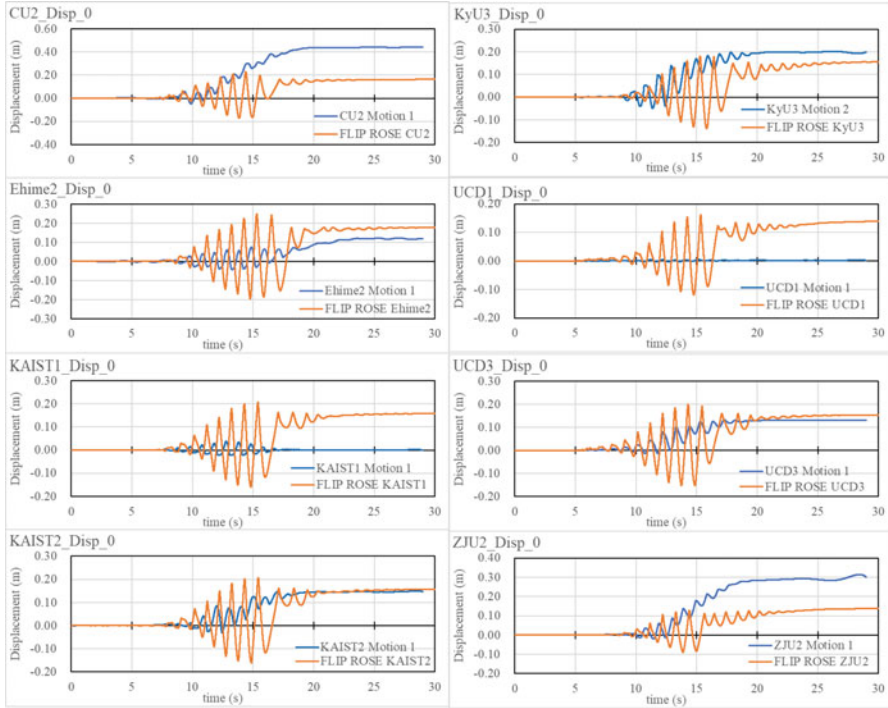 CU2_Disp_0
Displacement (m)
0.60
0.40
0.20
0.00
-0.20
-0.40
CU2 Motion 1
FLIP ROSE CU2
0 5 10 15 20 25 30
time (s)
KyU3_Disp_0
Displacement (m)
0.30
0.20
0.10
0.00
-0.10
-0.20
KyU3 Motion 2
FLIP ROSE KyU3
0 5 10 15 20 25 30
time (s)
Ehime2_Disp_0
Displacement (m)
0.30
0.20
0.10
0.00
-0.10
-0.20
-0.30
Ehime2 Motion 1
FLIP ROSE Ehime2
0 5 10 15 20 25 30
time (s)
UCD1_Disp_0
Displacement (m)
0.20
0.10
0.00
-0.10
-0.20
UCD1 Motion 1
FLIP ROSE UCD1
0 5 10 15 20 25 30
time (s)
KAIST1_Disp_0
Displacement (m)
0.30
0.20
0.10
0.00
-0.10
-0.20
KAIST1 Motion 1
FLIP ROSE KAIST1
0 5 10 15 20 25 30
time (s)
UCD3_Disp_0
Displacement (m)
0.30
0.20
0.10
0.00
-0.10
-0.20
UCD3 Motion 1
FLIP ROSE UCD3
0 5 10 15 20 25 30
time (s)
KAIST2_Disp_0
Displacement (m)
0.30
0.20
0.10
0.00
-0.10
-0.20
KAIST2 Motion 1
FLIP ROSE KAIST2
0 5 10 15 20 25 30
time (s)
ZJU2_Disp_0
Displacement (m)
0.40
0.30
0.20
0.10
0.00
-0.10
-0.20
ZJU2 Motion 1
FLIP ROSE ZJU2
0 5 10 15 20 25 30
time (s)